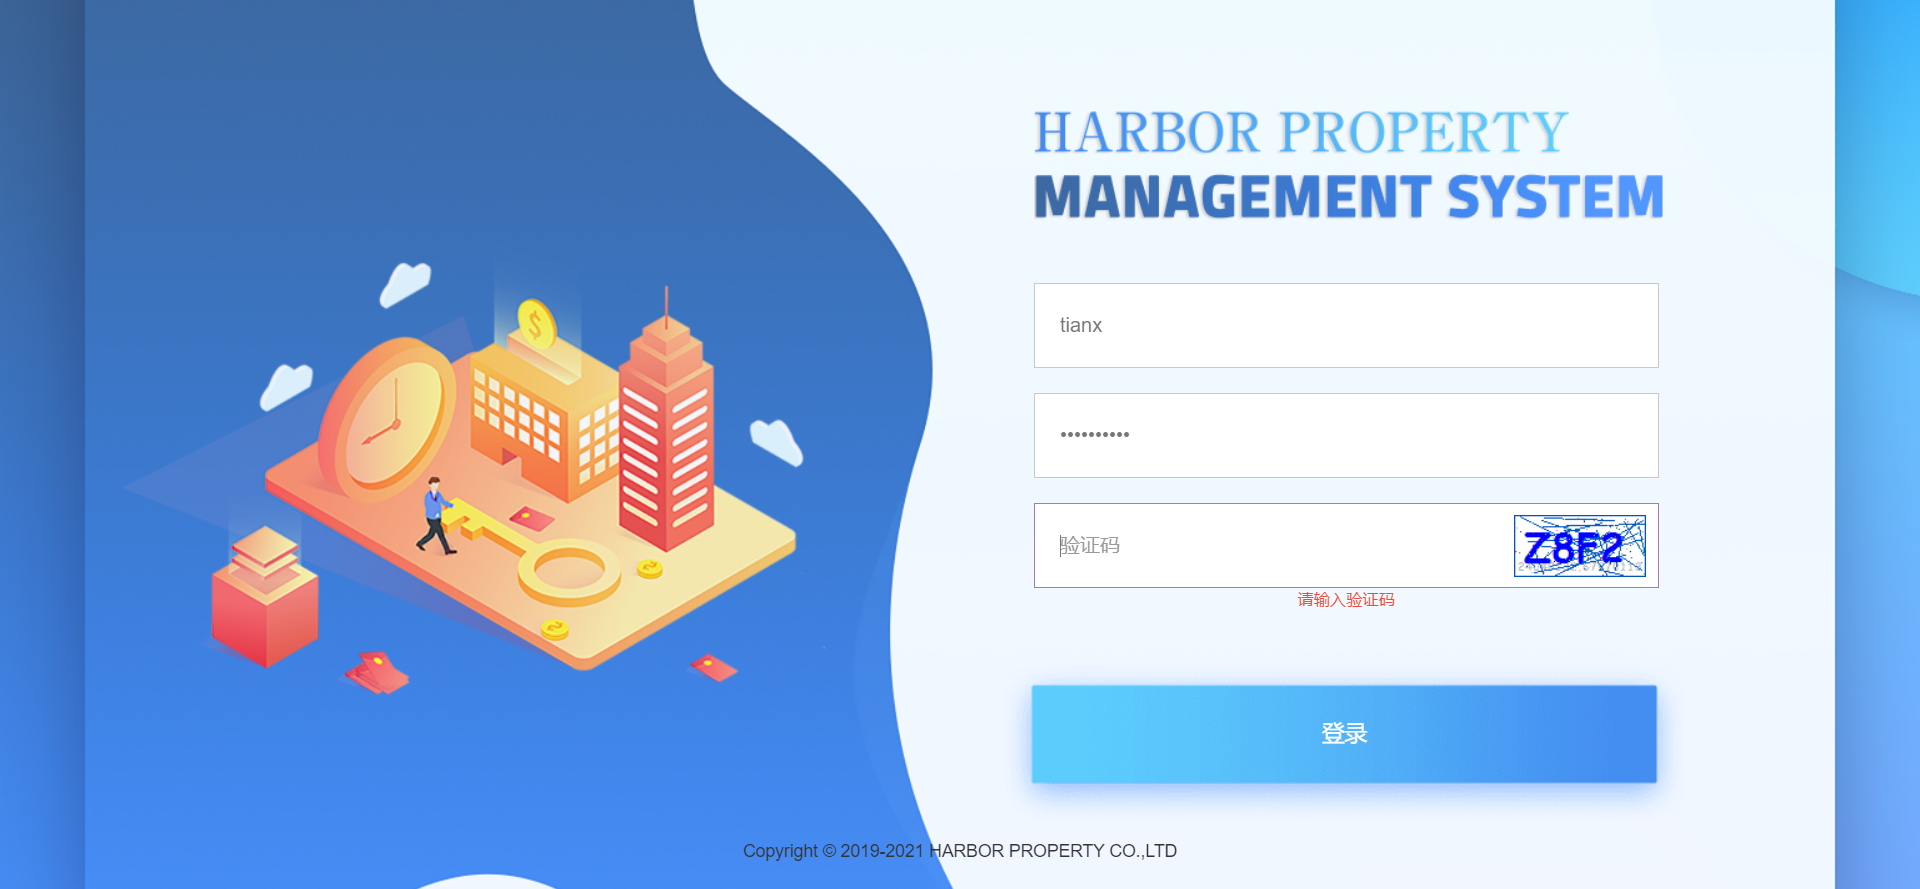 HARBOR PROPERTY
MANAGEMENT SYSTEM
tianx
••••••••••
验证码
Z8F2
请输入验证码
登录
Copyright © 2019-2021 HARBOR PROPERTY CO.,LTD